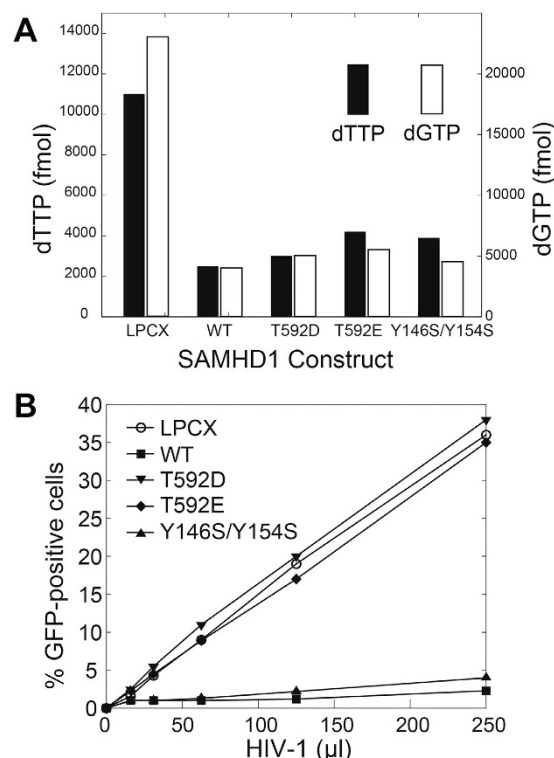 A
14000
12000
10000
8000
6000
4000
2000
0
dTTP (fmol)
dTTP
dGTP
20000
15000
10000
5000
0
dGTP (fmol)
LPCX WT T592D T592E Y146S/Y154S
SAMHD1 Construct
B
40
35
30
25
20
15
10
5
0
% GFP-positive cells
LPCX
WT
T592D
T592E
Y146S/Y154S
0 50 100 150 200 250
HIV-1 (μl)